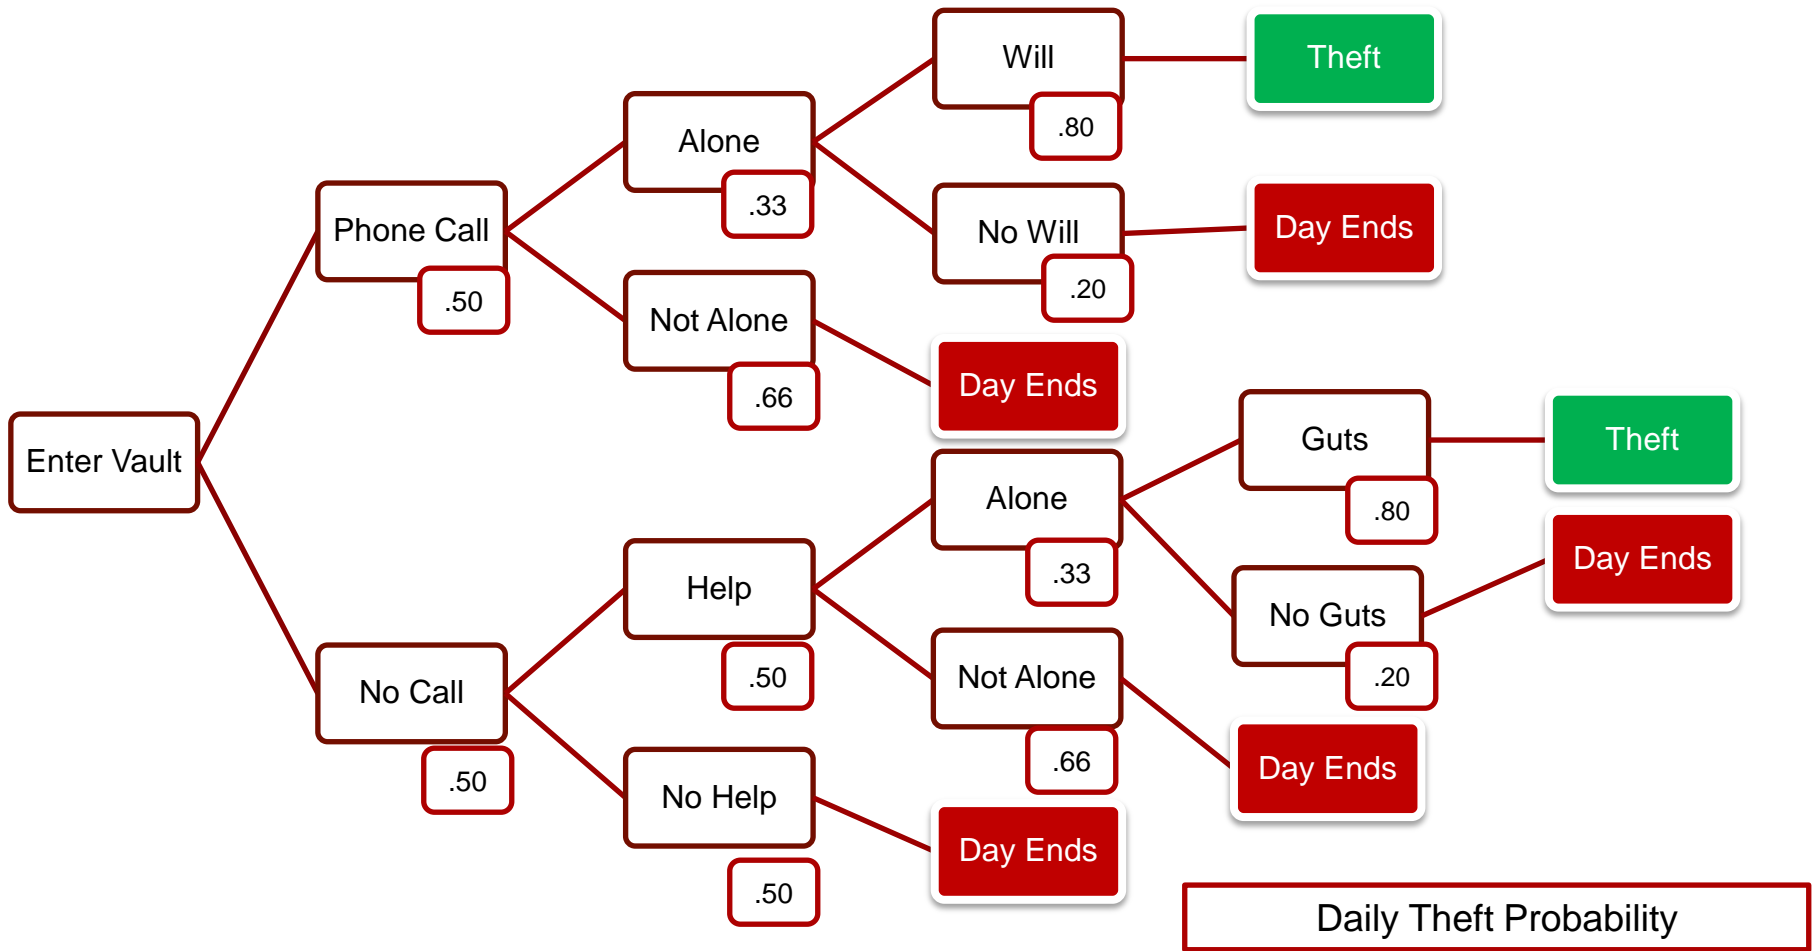 Will
Theft
.80
Alone
.33
Phone Call
.50
No Will
Day Ends
.20
Not Alone
.66
Day Ends
Enter Vault
Guts
Theft
.80
Alone
.33
Day Ends
Help
.50
No Guts
.20
Not Alone
.66
No Call
.50
Day Ends
No Help
.50
Day Ends
Daily Theft Probability